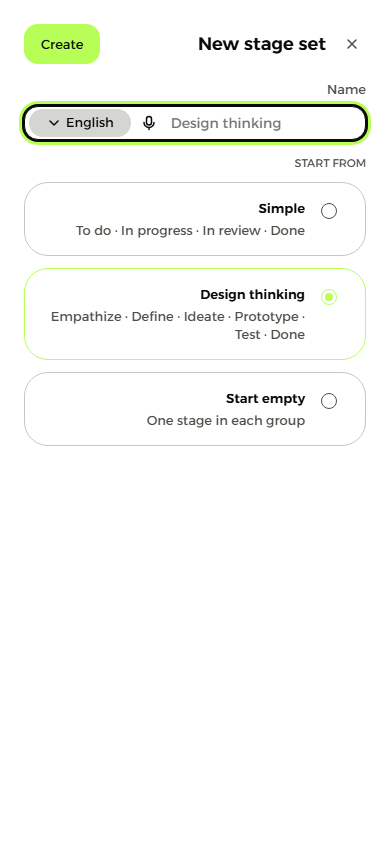 New stage set
Create
Name
English
Design thinking
START FROM
Simple
To do · In progress · In review · Done
Design thinking
Empathize · Define · Ideate · Prototype ·
Test · Done
Start empty
One stage in each group